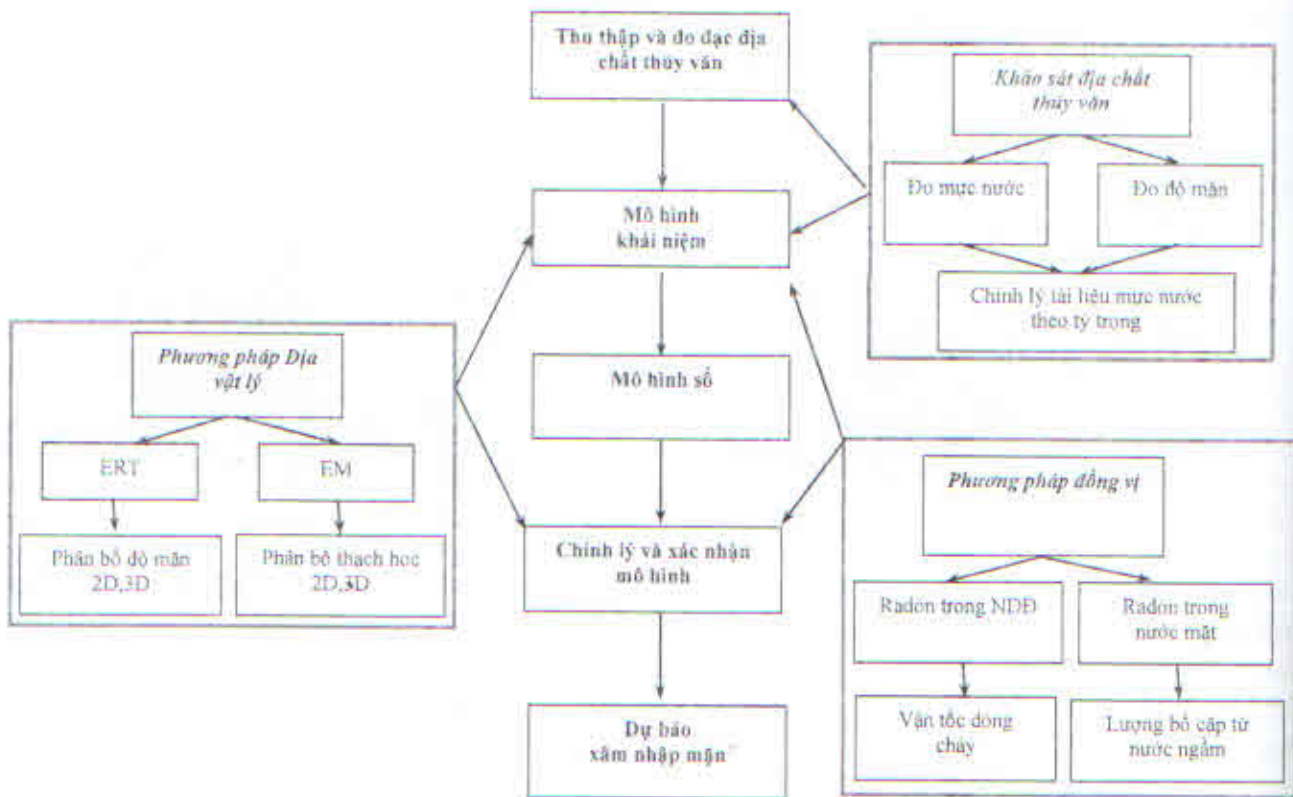 Thu thập và đo đạc địa
chất thủy văn
Khảo sát địa chất
thủy văn
Đo mực nước
Đo độ mặn
Mô hình
khái niệm
Chỉnh lý tài liệu mực nước
theo tỷ trọng
Phương pháp Địa
vật lý
Mô hình số
ERT
EM
Phương pháp đồng vị
Phân bố độ mặn
2D,3D
Phân bố thạch học
2D,3D
Chỉnh lý và xác nhận
mô hình
Radon trong NDĐ
Radon trong
nước mặt
Dự báo
xâm nhập mặn
Vận tốc dòng
chảy
Lượng bổ cập từ
nước ngầm